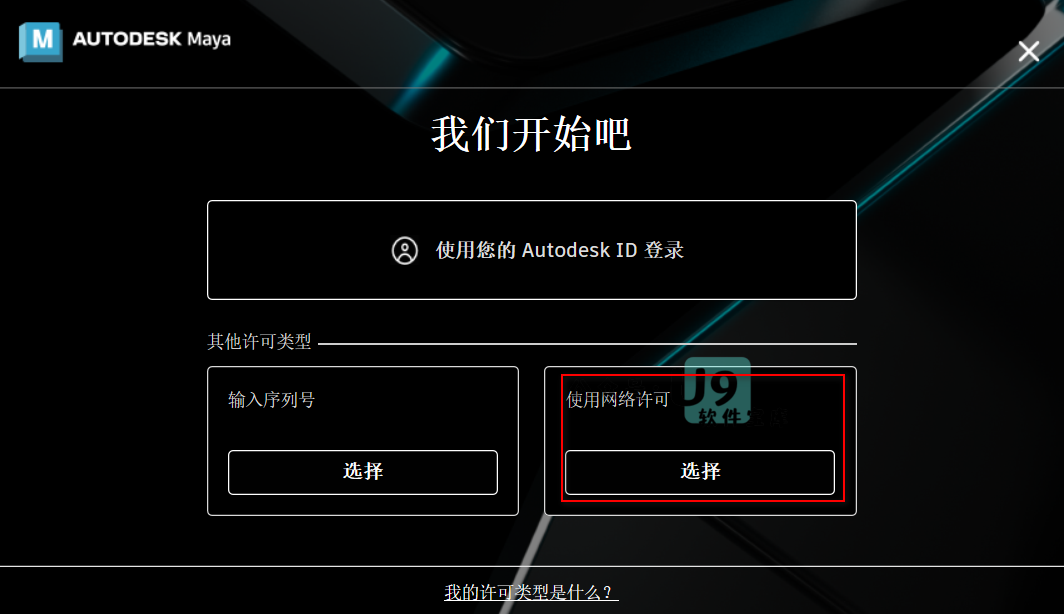 M AUTODESK Maya
我们开始吧
使用您的 Autodesk ID 登录
其他许可类型
输入序列号
使用网络许可
J9
软件
选择
选择
我的许可类型是什么？